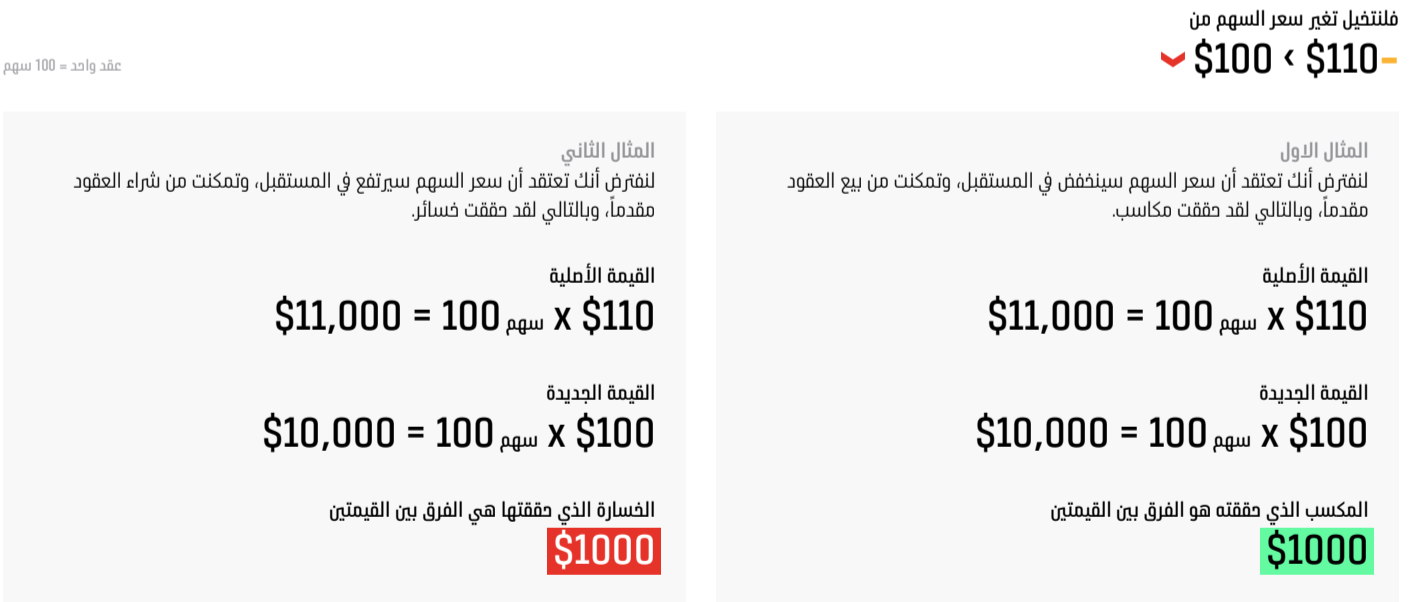 فلنتخيل تغير سعر السهم من
$110 › $100
عقد واحد = 100 سهم
المثال الاول
لنفترض أنك تعتقد أن سعر السهم سينخفض في المستقبل، وتمكنت من بيع العقود
مقدماً، وبالتالي لقد حققت مكاسب.
القيمة الأصلية
$110 x سهم 100 = $11,000
القيمة الجديدة
$100 x سهم 100 = $10,000
المكسب الذي حققته هو الفرق بين القيمتين
$1000
المثال الثاني
لنفترض أنك تعتقد أن سعر السهم سيرتفع في المستقبل، وتمكنت من شراء العقود
مقدماً، وبالتالي لقد حققت خسائر.
القيمة الأصلية
$110 x سهم 100 = $11,000
القيمة الجديدة
$100 x سهم 100 = $10,000
الخسارة الذي حققتها هي الفرق بين القيمتين
$1000